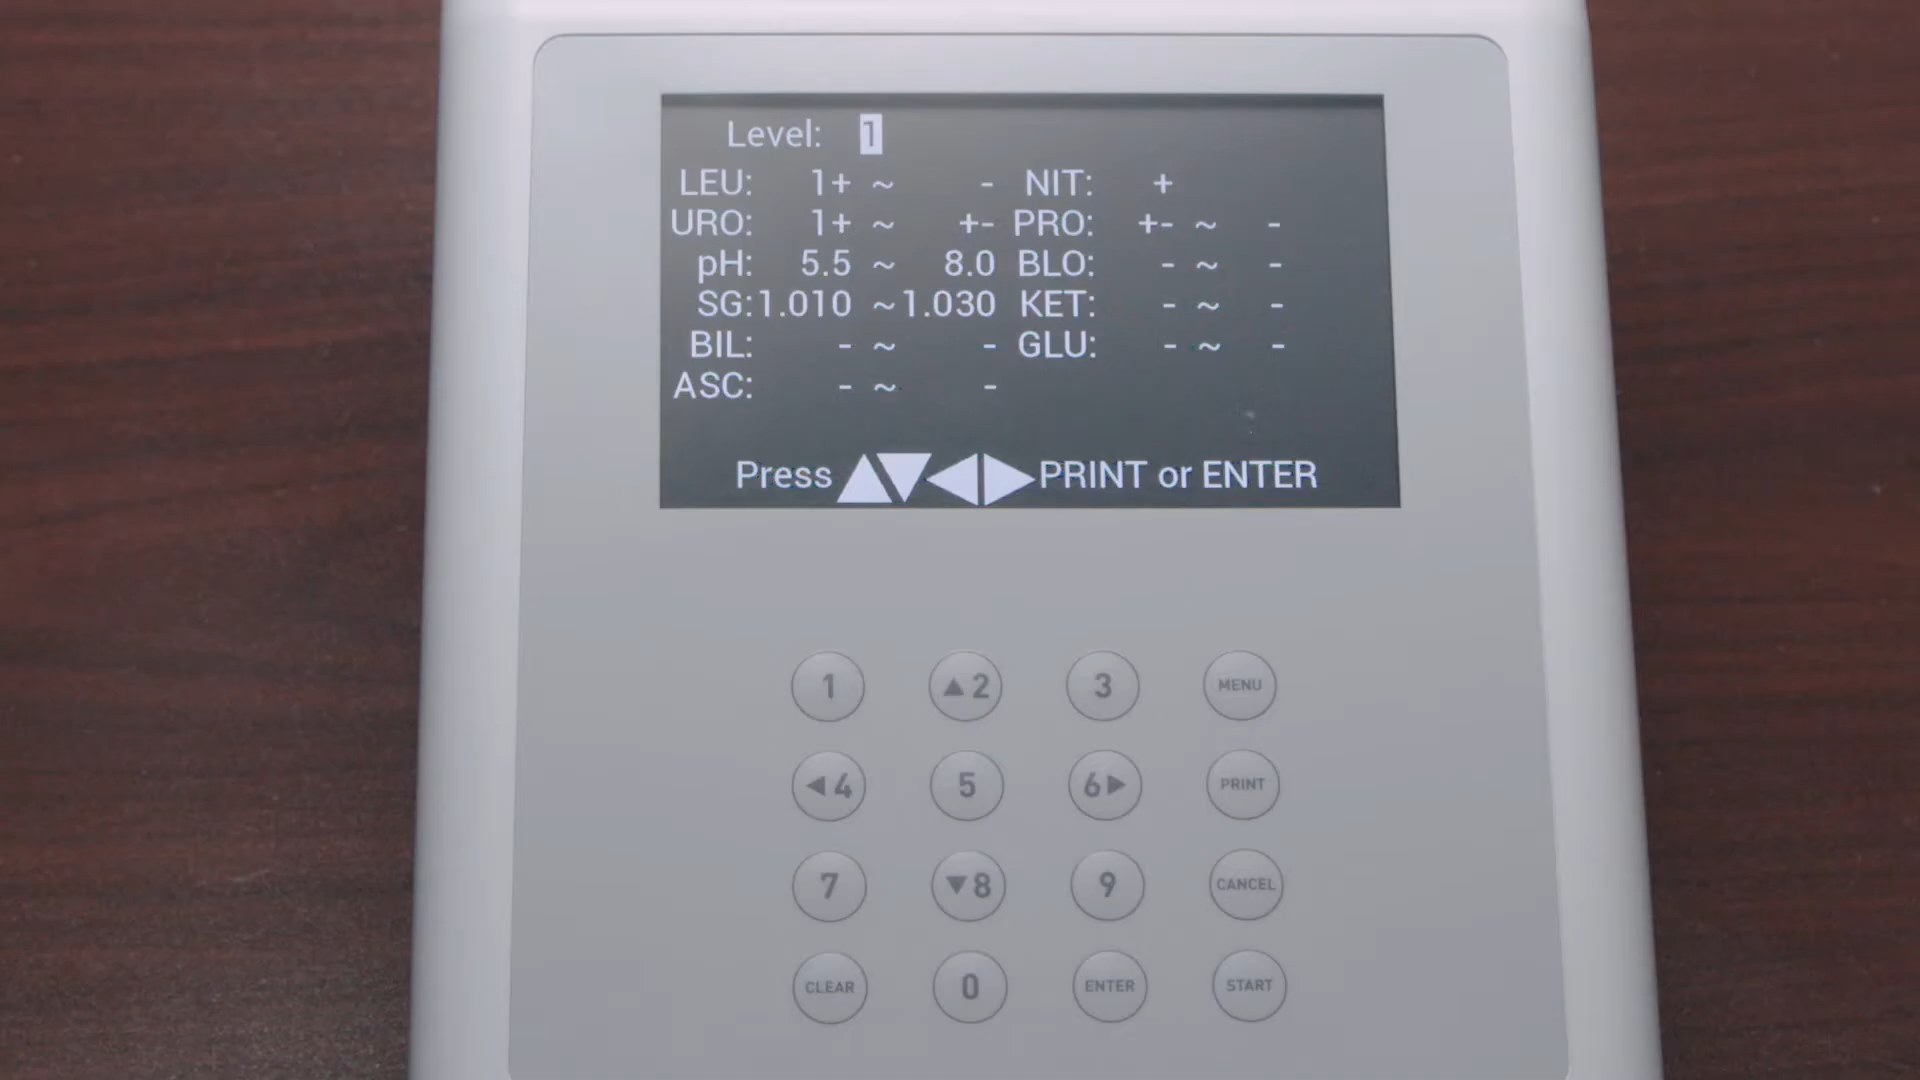 Level: 1
LEU: 1+ ~ - NIT: +
URO: 1+ ~ +- PRO: +- ~ -
pH: 5.5 ~ 8.0 BLO: - ~ -
SG:1.010 ~1.030 KET: - ~ -
BIL: - ~ - GLU: - ~ -
ASC: - ~ -
Press ▲▼◀▶PRINT or ENTER
1 ▲2 3 MENU
◀4 5 6▶ PRINT
7 ▼8 9 CANCEL
CLEAR 0 ENTER START